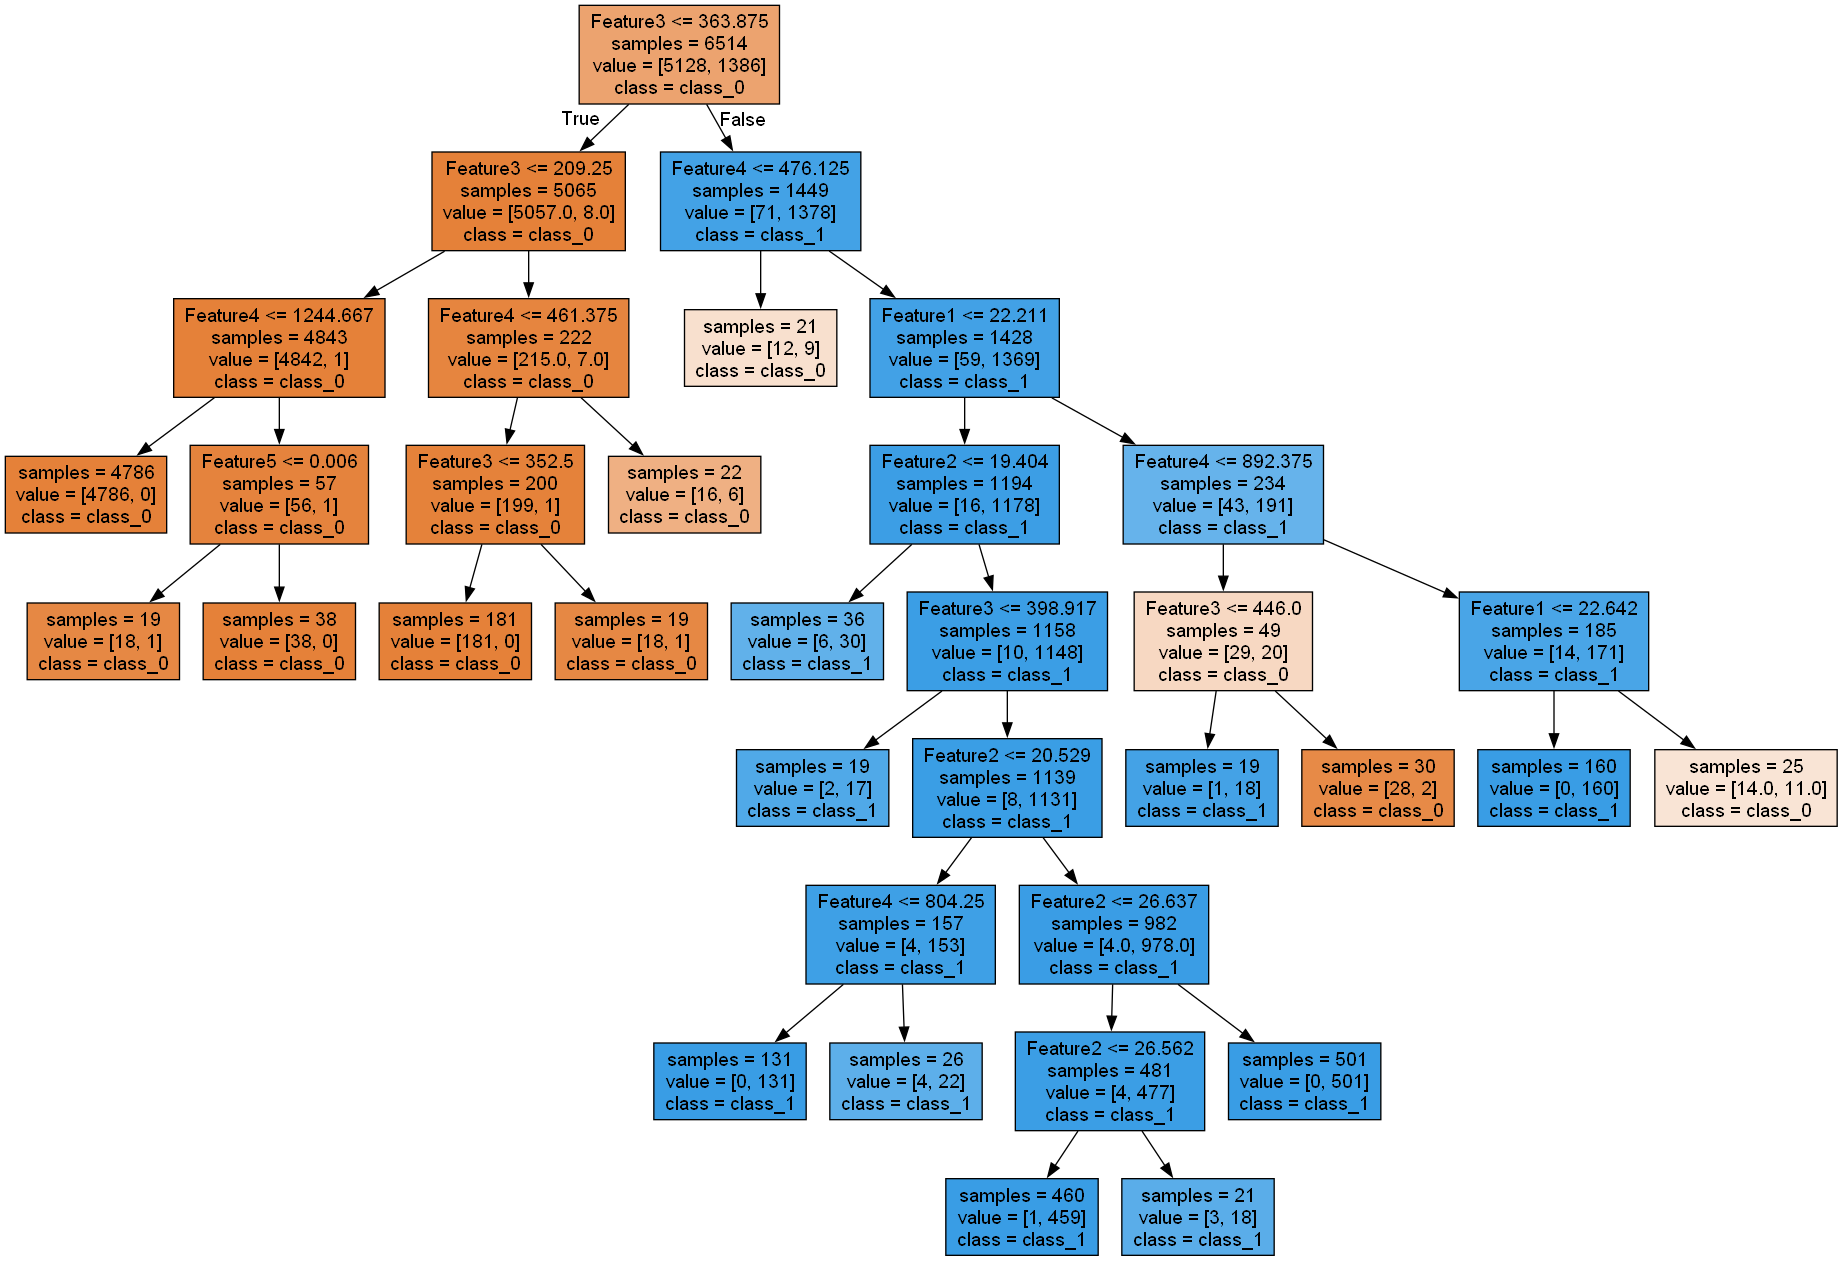 Feature3 <= 363.875
samples = 6514
value = [5128, 1386]
class = class_0
True
False
Feature3 <= 209.25
samples = 5065
value = [5057.0, 8.0]
class = class_0
Feature4 <= 476.125
samples = 1449
value = [71, 1378]
class = class_1
Feature4 <= 1244.667
samples = 4843
value = [4842, 1]
class = class_0
Feature4 <= 461.375
samples = 222
value = [215.0, 7.0]
class = class_0
samples = 21
value = [12, 9]
class = class_0
Feature1 <= 22.211
samples = 1428
value = [59, 1369]
class = class_1
samples = 4786
value = [4786, 0]
class = class_0
Feature5 <= 0.006
samples = 57
value = [56, 1]
class = class_0
Feature3 <= 352.5
samples = 200
value = [199, 1]
class = class_0
samples = 22
value = [16, 6]
class = class_0
Feature2 <= 19.404
samples = 1194
value = [16, 1178]
class = class_1
Feature4 <= 892.375
samples = 234
value = [43, 191]
class = class_1
samples = 19
value = [18, 1]
class = class_0
samples = 38
value = [38, 0]
class = class_0
samples = 181
value = [181, 0]
class = class_0
samples = 19
value = [18, 1]
class = class_0
samples = 36
value = [6, 30]
class = class_1
Feature3 <= 398.917
samples = 1158
value = [10, 1148]
class = class_1
Feature3 <= 446.0
samples = 49
value = [29, 20]
class = class_0
Feature1 <= 22.642
samples = 185
value = [14, 171]
class = class_1
samples = 19
value = [2, 17]
class = class_1
Feature2 <= 20.529
samples = 1139
value = [8, 1131]
class = class_1
samples = 19
value = [1, 18]
class = class_1
samples = 30
value = [28, 2]
class = class_0
samples = 160
value = [0, 160]
class = class_1
samples = 25
value = [14.0, 11.0]
class = class_0
Feature4 <= 804.25
samples = 157
value = [4, 153]
class = class_1
Feature2 <= 26.637
samples = 982
value = [4.0, 978.0]
class = class_1
samples = 131
value = [0, 131]
class = class_1
samples = 26
value = [4, 22]
class = class_1
Feature2 <= 26.562
samples = 481
value = [4, 477]
class = class_1
samples = 501
value = [0, 501]
class = class_1
samples = 460
value = [1, 459]
class = class_1
samples = 21
value = [3, 18]
class = class_1